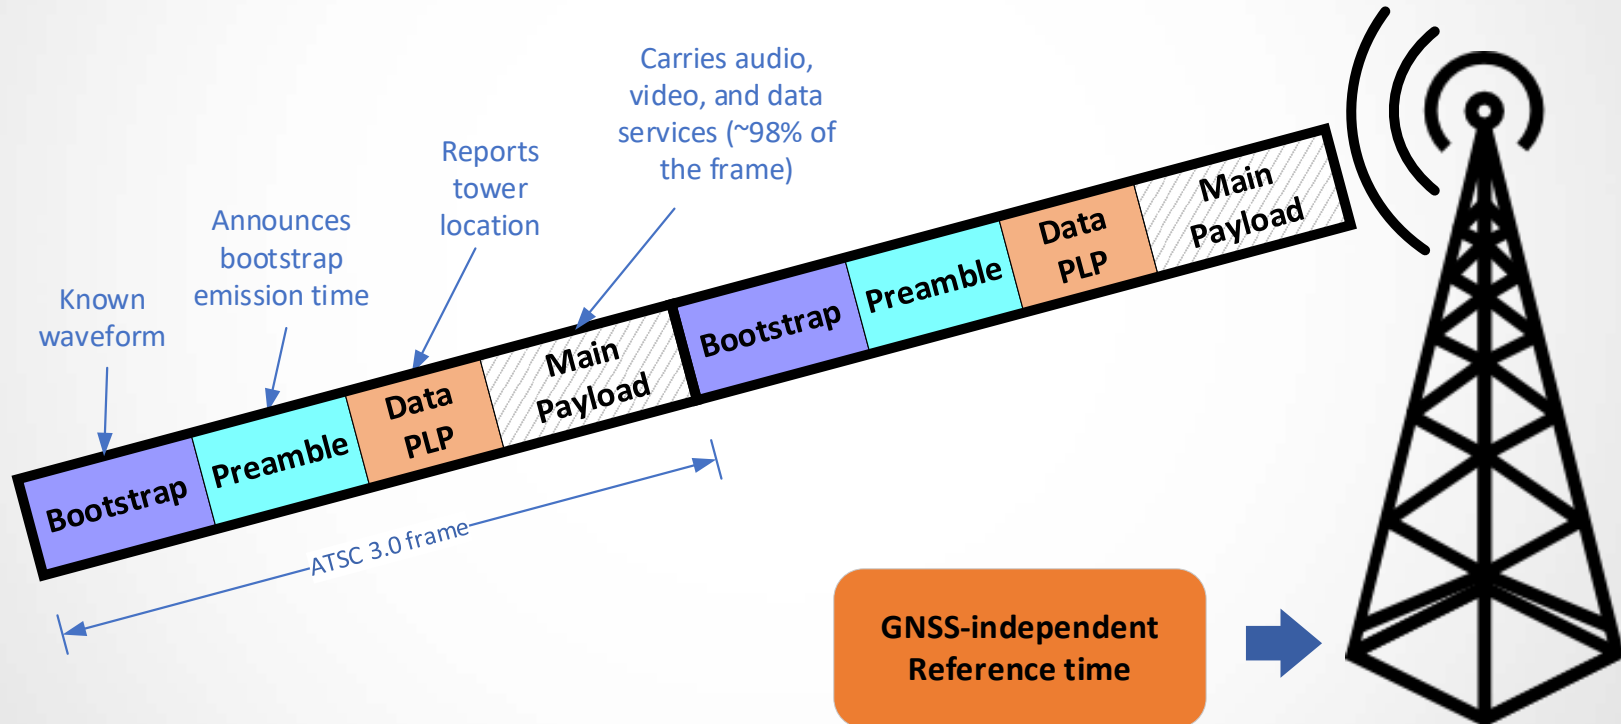 Carries audio,
video, and data
services (~98% of
the frame)
Reports
tower
location
Announces
bootstrap
emission time
Known
waveform
Bootstrap
Preamble
Data
PLP
Main
Payload
Bootstrap
Preamble
Data
PLP
Main
Payload
ATSC 3.0 frame
GNSS-independent
Reference time